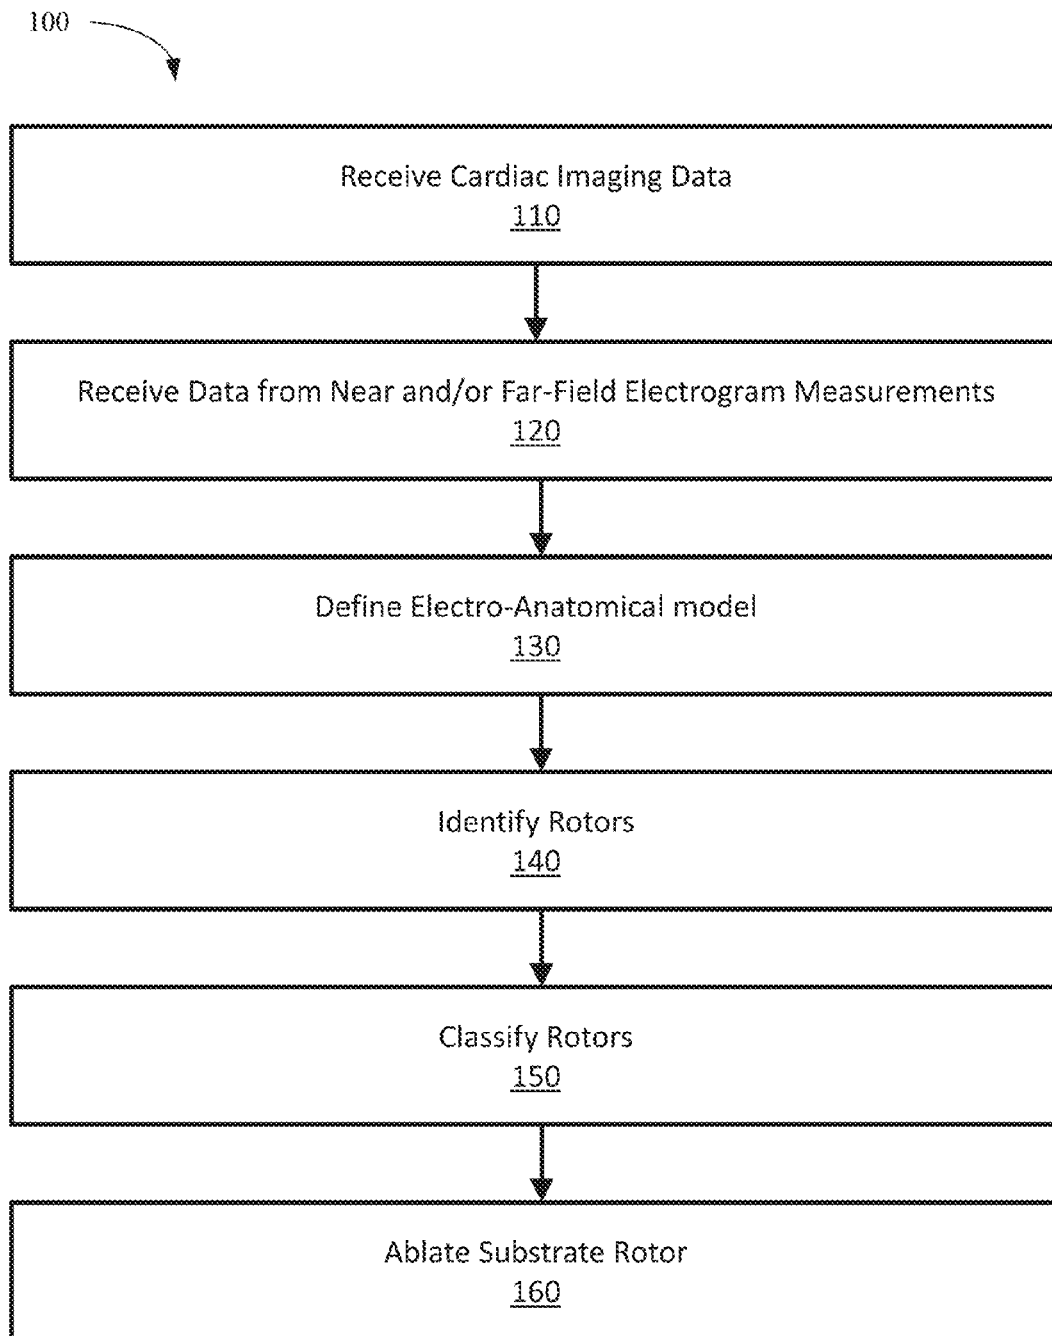 100
Receive Cardiac Imaging Data
110
Receive Data from Near and/or Far-Field Electrogram Measurements
120
Define Electro-Anatomical model
130
Identify Rotors
140
Classify Rotors
150
Ablate Substrate Rotor
160